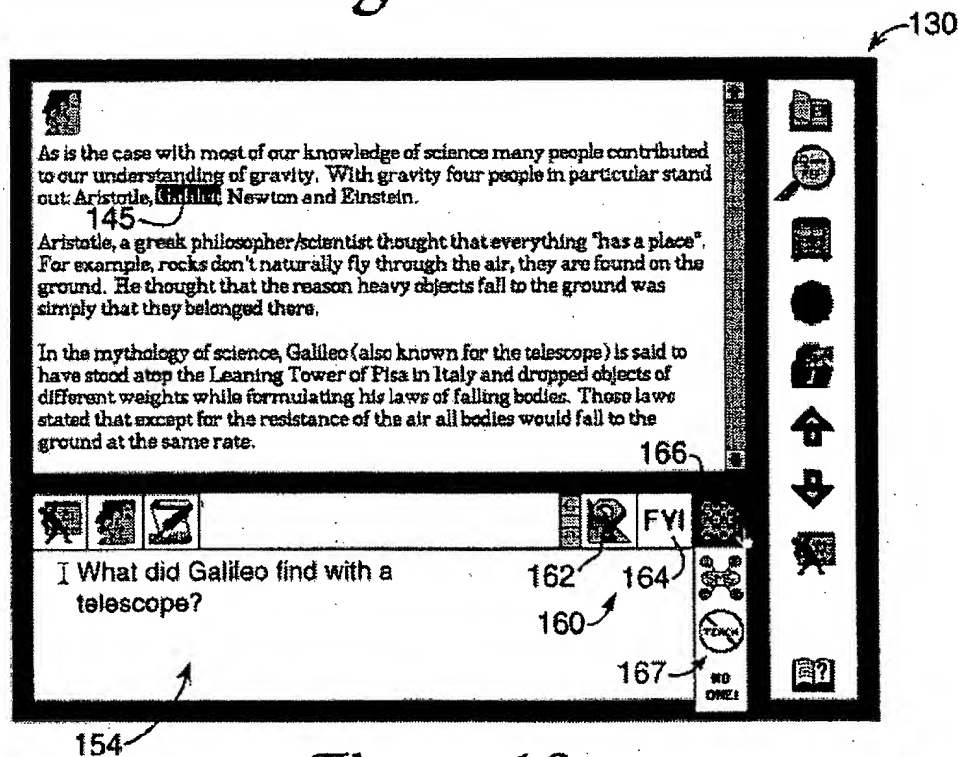 130
As is the case with most of our knowledge of science many people contributed
to our understanding of gravity. With gravity four people in particular stand
out: Aristotle, Galileo, Newton and Einstein.
145
Aristotle, a greek philosopher/scientist thought that everything "has a place".
For example, rocks don't naturally fly through the air, they are found on the
ground. He thought that the reason heavy objects fall to the ground was
simply that they belonged there.
In the mythology of science, Galileo (also known for the telescope) is said to
have stood atop the Leaning Tower of Pisa in Italy and dropped objects of
different weights while formulating his laws of falling bodies. Those laws
stated that except for the resistance of the air all bodies would fall to the
ground at the same rate.
166
FYI
What did Galileo find with a
telescope?
162
164
160
167
NO
ONE!
154